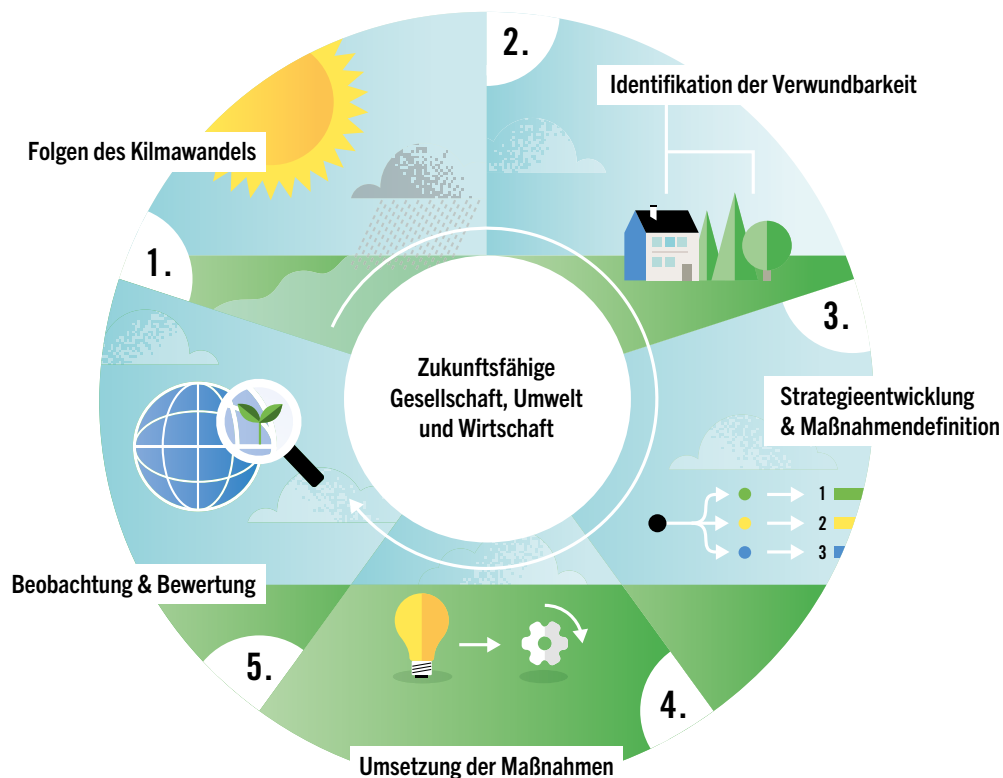 1.
Folgen des Kilmawandels
2.
Identifikation der Verwundbarkeit
3.
Strategieentwicklung
& Maßnahmendefinition
1
2
3
4.
Umsetzung der Maßnahmen
5.
Beobachtung & Bewertung
Zukunftsfähige
Gesellschaft, Umwelt
und Wirtschaft